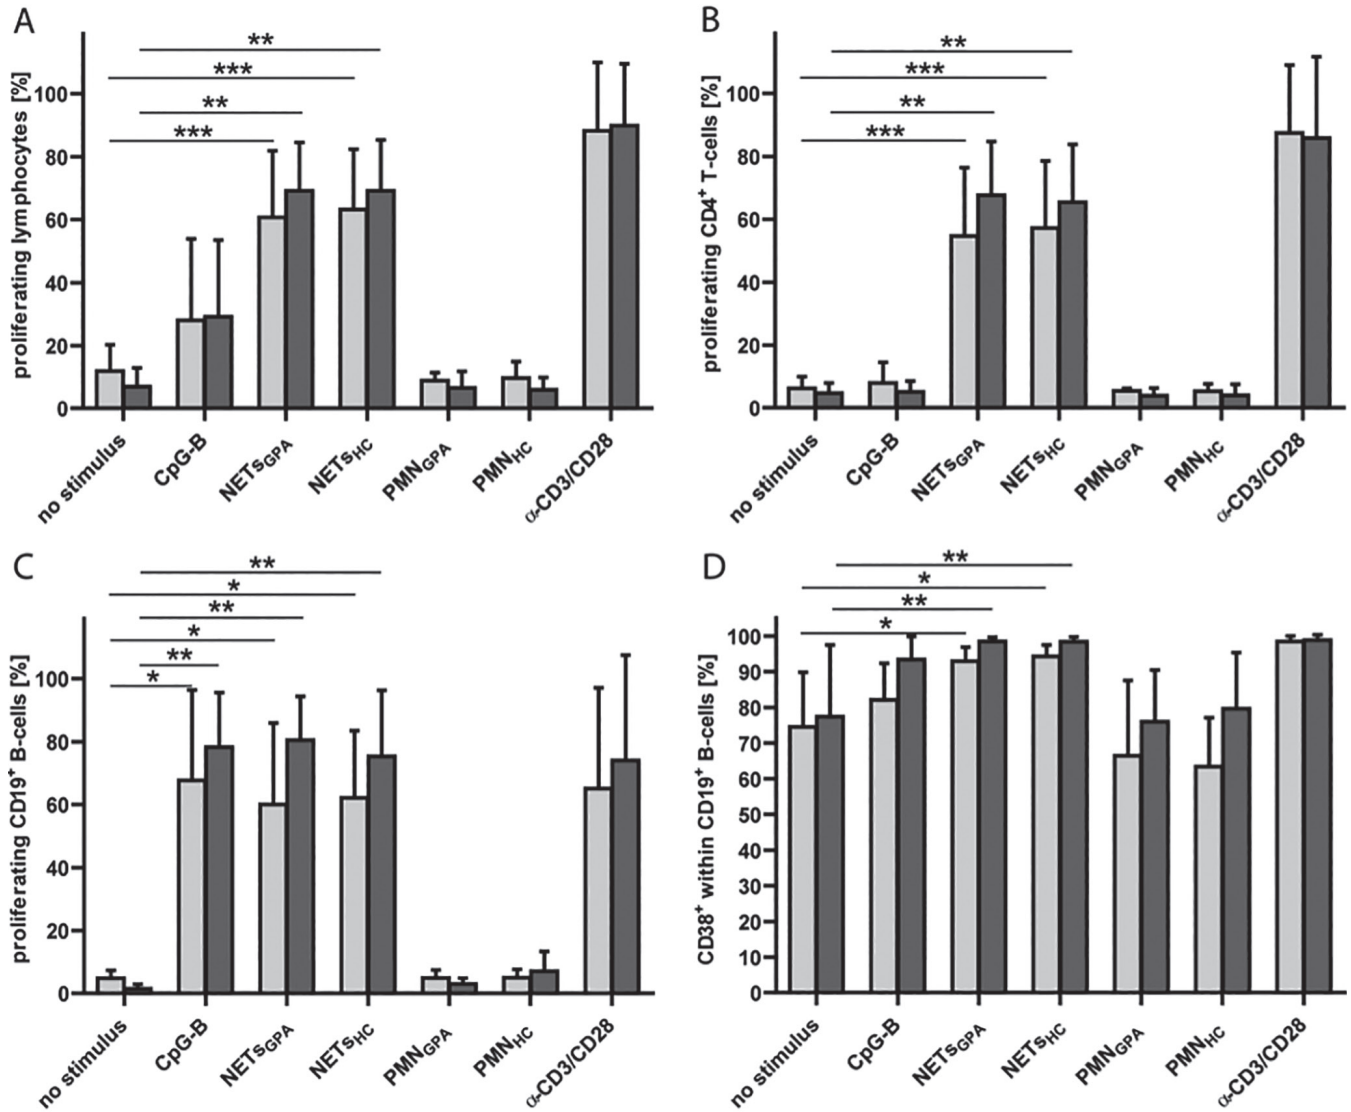 A
proliferating lymphocytes [%]
100
80
60
40
20
0
**
***
**
***
no stimulus
CpG-B
NETsGPA
NETsHC
PMNGPA
PMNHC
α-CD3/CD28
B
proliferating CD4+ T-cells [%]
100
80
60
40
20
0
**
***
**
***
no stimulus
CpG-B
NETsGPA
NETsHC
PMNGPA
PMNHC
α-CD3/CD28
C
proliferating CD19+ B-cells [%]
100
80
60
40
20
0
**
*
**
*
**
*
no stimulus
CpG-B
NETsGPA
NETsHC
PMNGPA
PMNHC
α-CD3/CD28
D
CD38+ within CD19+ B-cells [%]
100
90
80
70
60
50
40
30
20
10
0
**
*
**
*
no stimulus
CpG-B
NETsGPA
NETsHC
PMNGPA
PMNHC
α-CD3/CD28